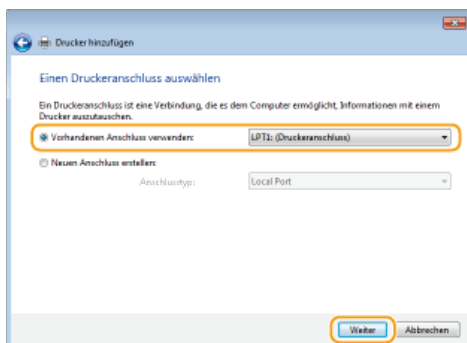 Drucker hinzufügen
Einen Druckeranschluss auswählen
Ein Druckeranschluss ist eine Verbindung, die es dem Computer ermöglicht, Informationen mit einem
Drucker auszutauschen.
Vorhandenen Anschluss verwenden: LPT1: (Druckeranschluss)
Neuen Anschluss erstellen:
Anschlusstyp: Local Port
Weiter Abbrechen